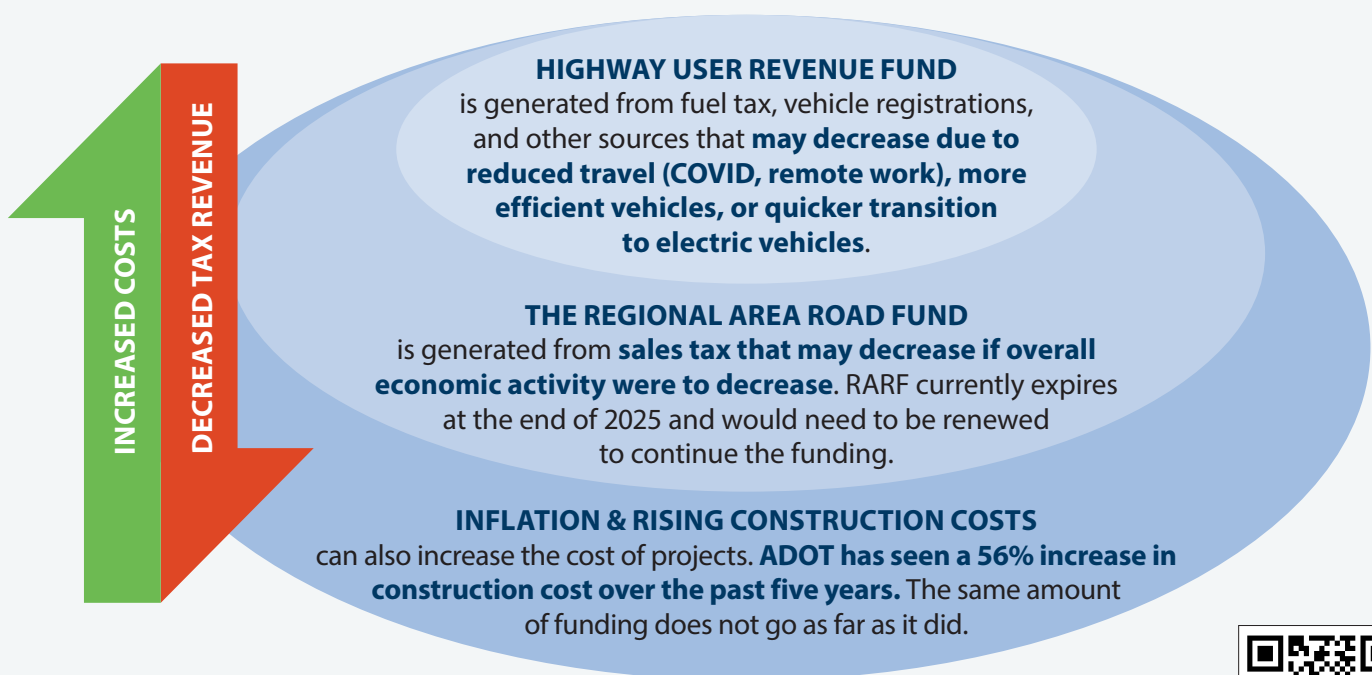 INCREASED COSTS
DECREASED TAX REVENUE
HIGHWAY USER REVENUE FUND
is generated from fuel tax, vehicle registrations,
and other sources that may decrease due to
reduced travel (COVID, remote work), more
efficient vehicles, or quicker transition
to electric vehicles.
THE REGIONAL AREA ROAD FUND
is generated from sales tax that may decrease if overall
economic activity were to decrease. RARF currently expires
at the end of 2025 and would need to be renewed
to continue the funding.
INFLATION & RISING CONSTRUCTION COSTS
can also increase the cost of projects. ADOT has seen a 56% increase in
construction cost over the past five years. The same amount
of funding does not go as far as it did.